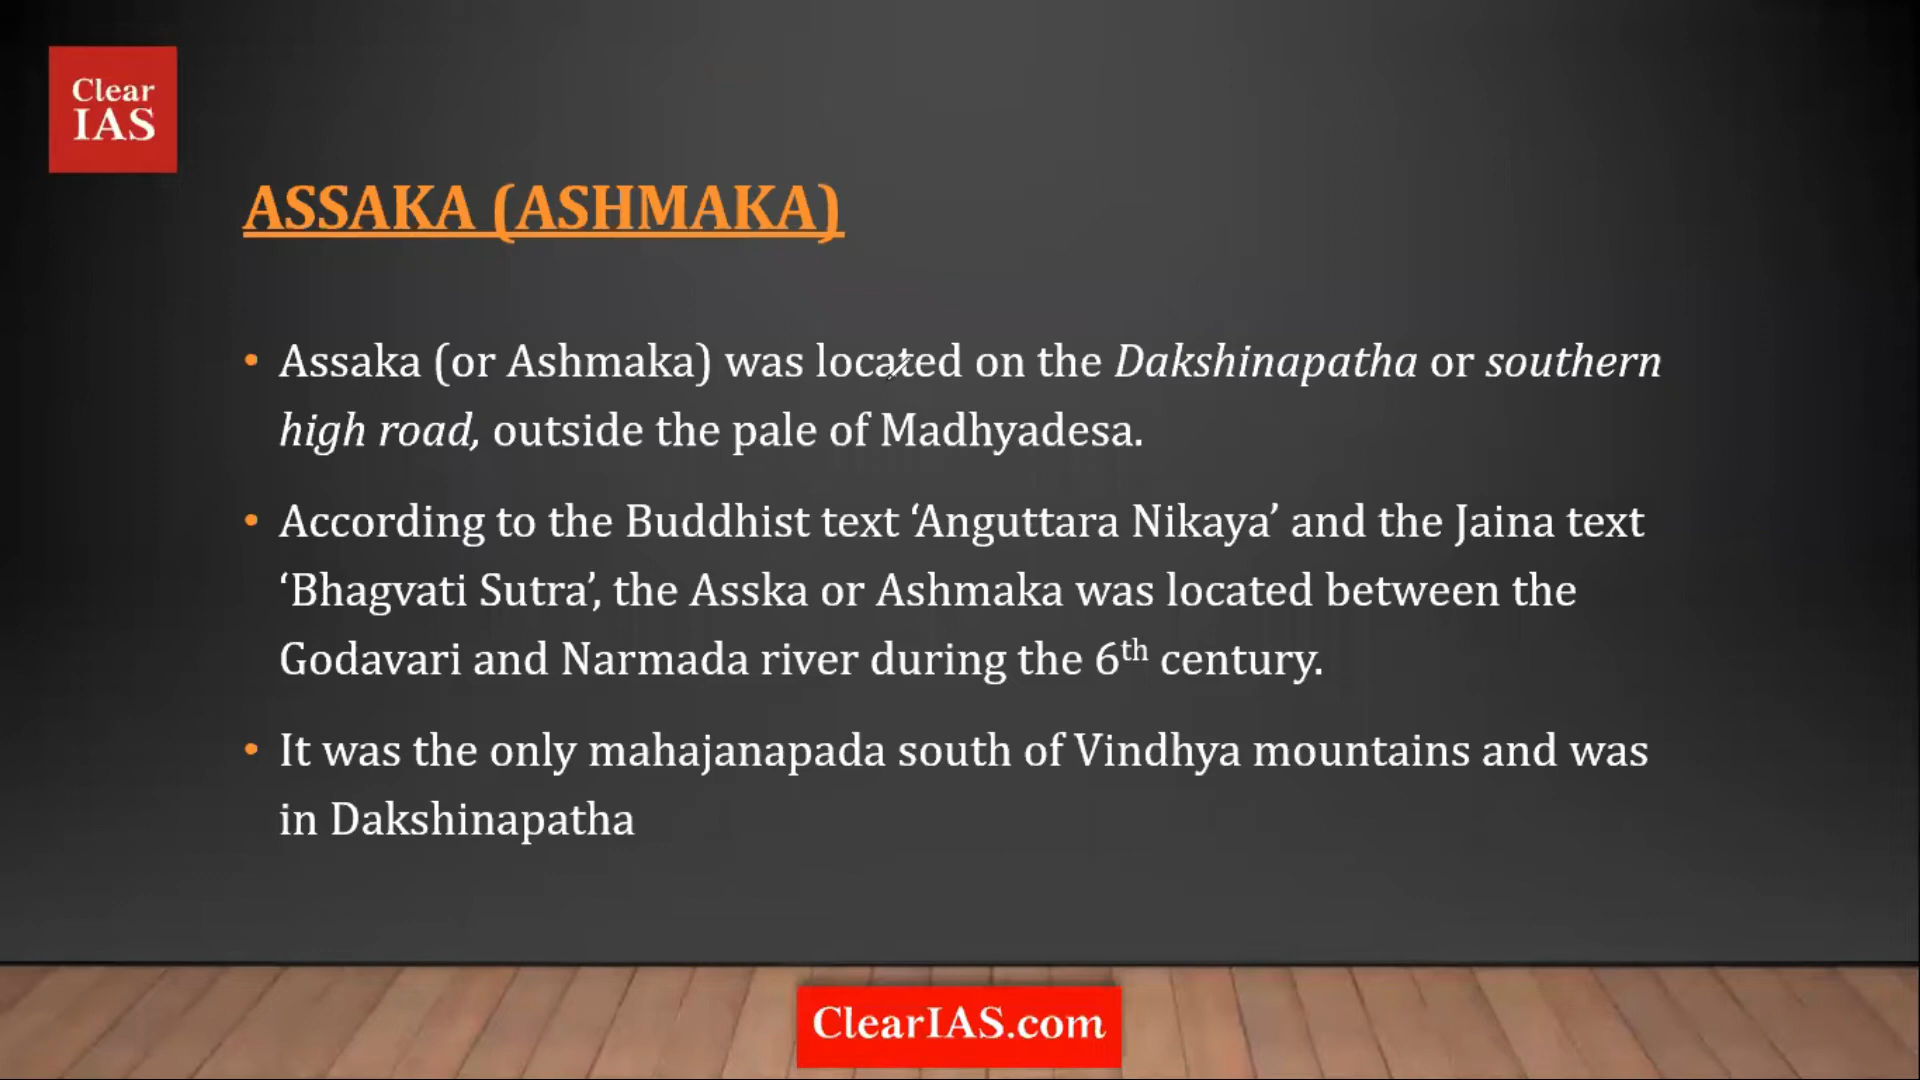 Clear
IAS
ASSAKA (ASHMAKA)
• Assaka (or Ashmaka) was located on the Dakshinapatha or southern
high road, outside the pale of Madhyadesa.
• According to the Buddhist text ‘Anguttara Nikaya’ and the Jaina text
‘Bhagvati Sutra’, the Asska or Ashmaka was located between the
Godavari and Narmada river during the 6th century.
• It was the only mahajanapada south of Vindhya mountains and was
in Dakshinapatha
ClearIAS.com